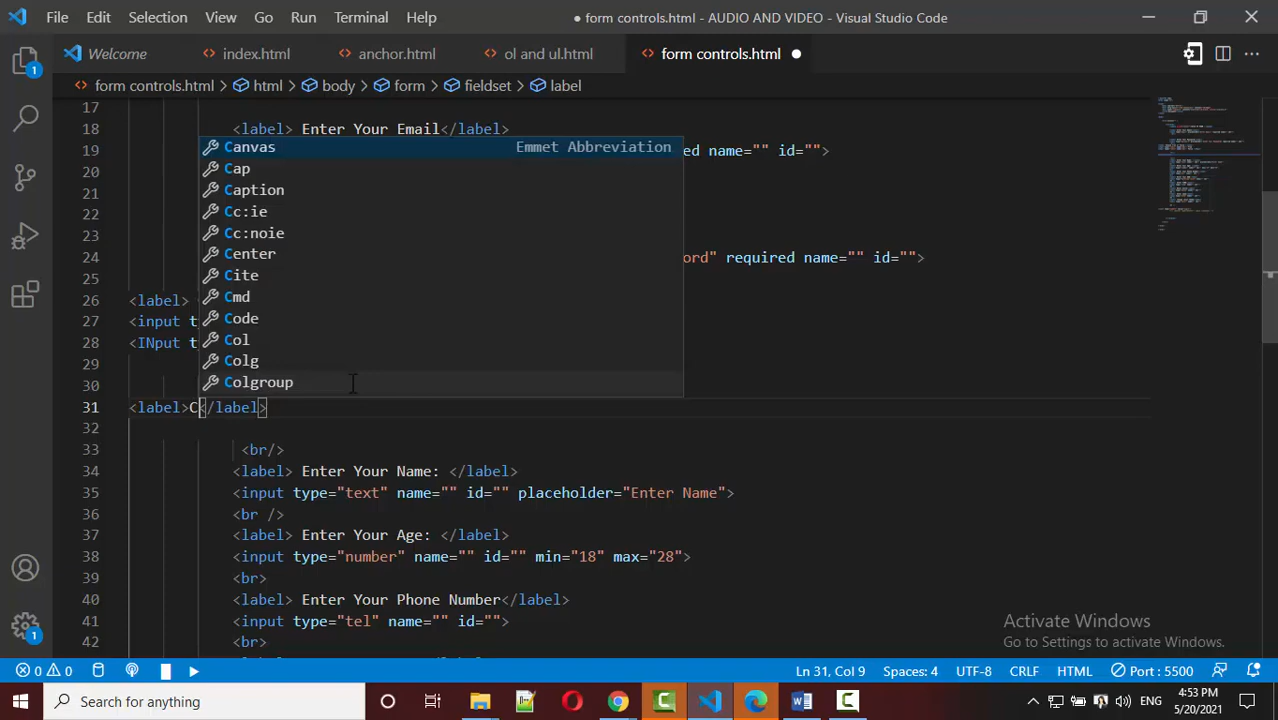 File Edit Selection View Go Run Terminal Help
● form controls.html - AUDIO AND VIDEO - Visual Studio Code
Welcome index.html anchor.html ol and ul.html form controls.html
form controls.html > html > body > form > fieldset > label
17
18 <label> Enter Your Email</label>
Canvas Emmet Abbreviation
19 ed name="" id="">
Cap
20
Caption
21
Cc:ie
22
Cc:noie
23
Center
24 ord" required name="" id="">
Cite
25
Cmd
26 <label>
Code
27 <input t
Col
28 <INput t
Colg
29
Colgroup
30
31 <label>C</label>
32
33 <br/>
34 <label> Enter Your Name: </label>
35 <input type="text" name="" id="" placeholder="Enter Name">
36 <br />
37 <label> Enter Your Age: </label>
38 <input type="number" name="" id="" min="18" max="28">
39 <br>
40 <label> Enter Your Phone Number</label>
41 <input type="tel" name="" id="">
42 <br>
1
1
Activate Windows
Go to Settings to activate Windows.
0 0 Ln 31, Col 9 Spaces: 4 UTF-8 CRLF HTML Port : 5500
Search for anything
ENG
4:53 PM
5/20/2021